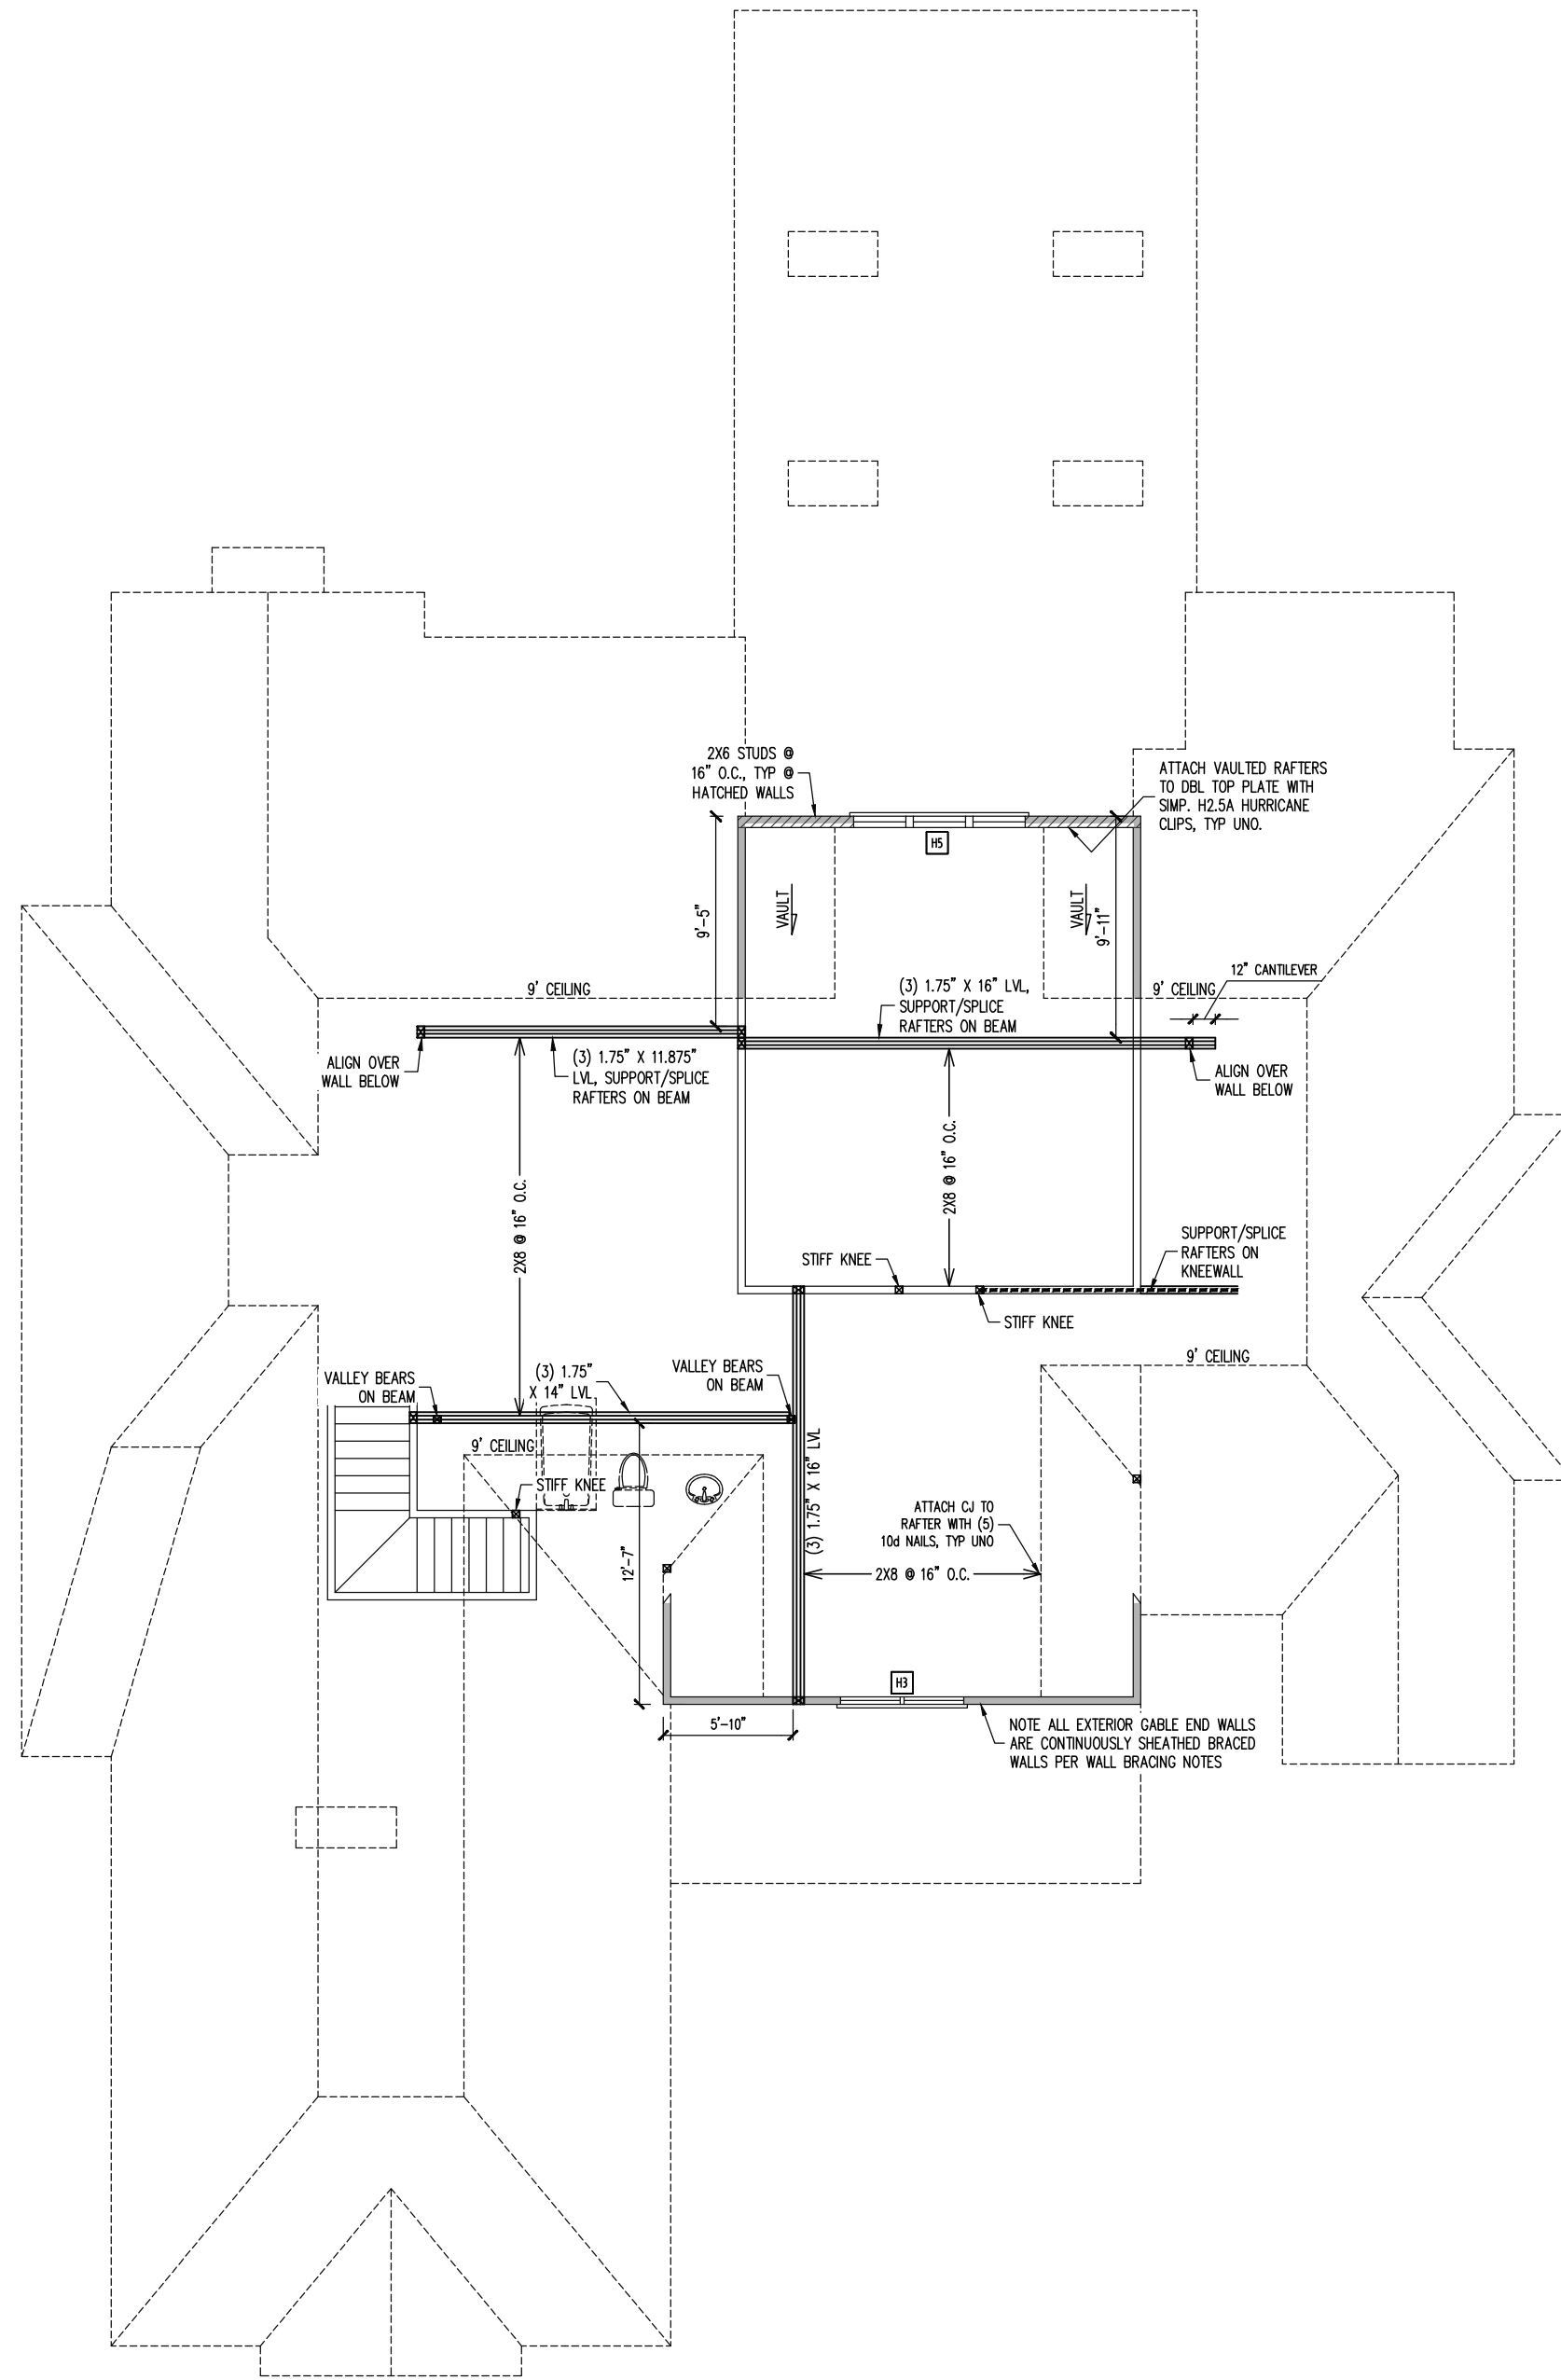 2X6 STUDS @
16" O.C., TYP @
HATCHED WALLS
ATTACH VAULTED RAFTERS
TO DBL TOP PLATE WITH
SIMP. H2.5A HURRICANE
CLIPS, TYP UNO.
H5
VAULT
VAULT
9'-5"
9'-11"
12" CANTILEVER
9' CEILING
9' CEILING
(3) 1.75" X 16" LVL,
SUPPORT/SPLICE
RAFTERS ON BEAM
ALIGN OVER
WALL BELOW
(3) 1.75" X 11.875"
LVL, SUPPORT/SPLICE
RAFTERS ON BEAM
ALIGN OVER
WALL BELOW
2X8 @ 16" O.C.
2X8 @ 16" O.C.
SUPPORT/SPLICE
RAFTERS ON
KNEEWALL
STIFF KNEE
STIFF KNEE
9' CEILING
VALLEY BEARS
ON BEAM
(3) 1.75"
X 14" LVL
VALLEY BEARS
ON BEAM
9' CEILING
STIFF KNEE
(3) 1.75" X 16" LVL
ATTACH CJ TO
RAFTER WITH (5)
10d NAILS, TYP UNO
12'-7"
2X8 @ 16" O.C.
H3
5'-10"
NOTE ALL EXTERIOR GABLE END WALLS
ARE CONTINUOUSLY SHEATHED BRACED
WALLS PER WALL BRACING NOTES